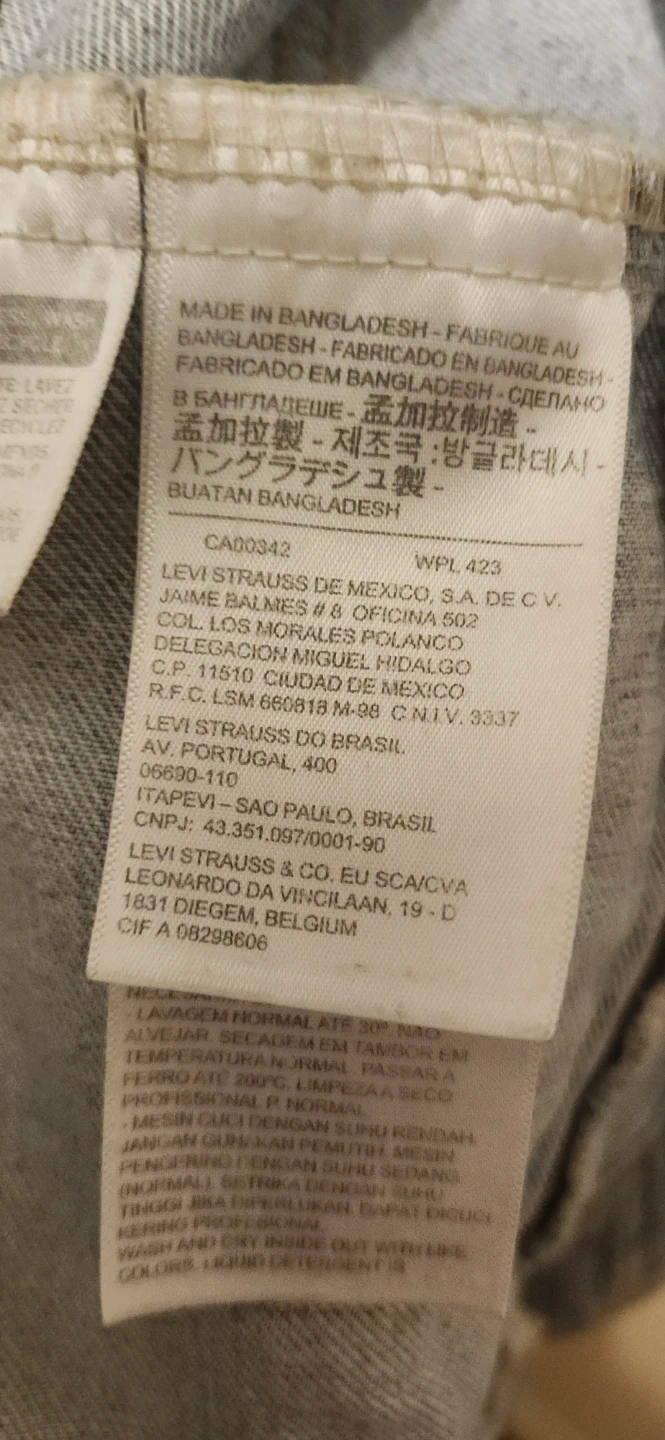 MADE IN BANGLADESH - FABRIQUE AU
BANGLADESH - FABRICADO EN BANGLADESH -
FABRICADO EM BANGLADESH - СДЕЛАНО
В БАНГЛАДЕШЕ - 孟加拉制造 -
孟加拉製 - 제조국 :방글라데시 -
バングラデシュ製 -
BUATAN BANGLADESH
CA00342 WPL 423
LEVI STRAUSS DE MEXICO, S.A. DE C V.
JAIME BALMES # 8 OFICINA 502
COL. LOS MORALES POLANCO
DELEGACION MIGUEL HIDALGO
C.P. 11510 CIUDAD DE MEXICO
R.F.C. LSM 660818 M-98 C.N.I.V. 3337
LEVI STRAUSS DO BRASIL
AV. PORTUGAL, 400
06690-110
ITAPEVI – SAO PAULO, BRASIL
CNPJ: 43.351.097/0001-90
LEVI STRAUSS & CO. EU SCA/CVA
LEONARDO DA VINCILAAN, 19 - D
1831 DIEGEM, BELGIUM
CIF A 08298606
- LAVAGEM NORMAL ATÉ 30º. NÃO
ALVEJAR. SECAGEM EM TAMBOR EM
TEMPERATURA NORMAL. PASSAR A
FERRO ATÉ 200°C. LIMPEZA A SECO
PROFISSIONAL P. NORMAL.
- MESIN CUCI DENGAN SUHU RENDAH.
JANGAN GUNAKAN PEMUTIH. MESIN
PENGERING DENGAN SUHU SEDANG
(NORMAL). SETRIKA DENGAN SUHU
TINGGI JIKA DIPERLUKAN. DAPAT DICUCI
KERING PROFESIONAL
WASH AND DRY INSIDE OUT WITH LIKE
COLORS. LIQUID DETERGENT IS